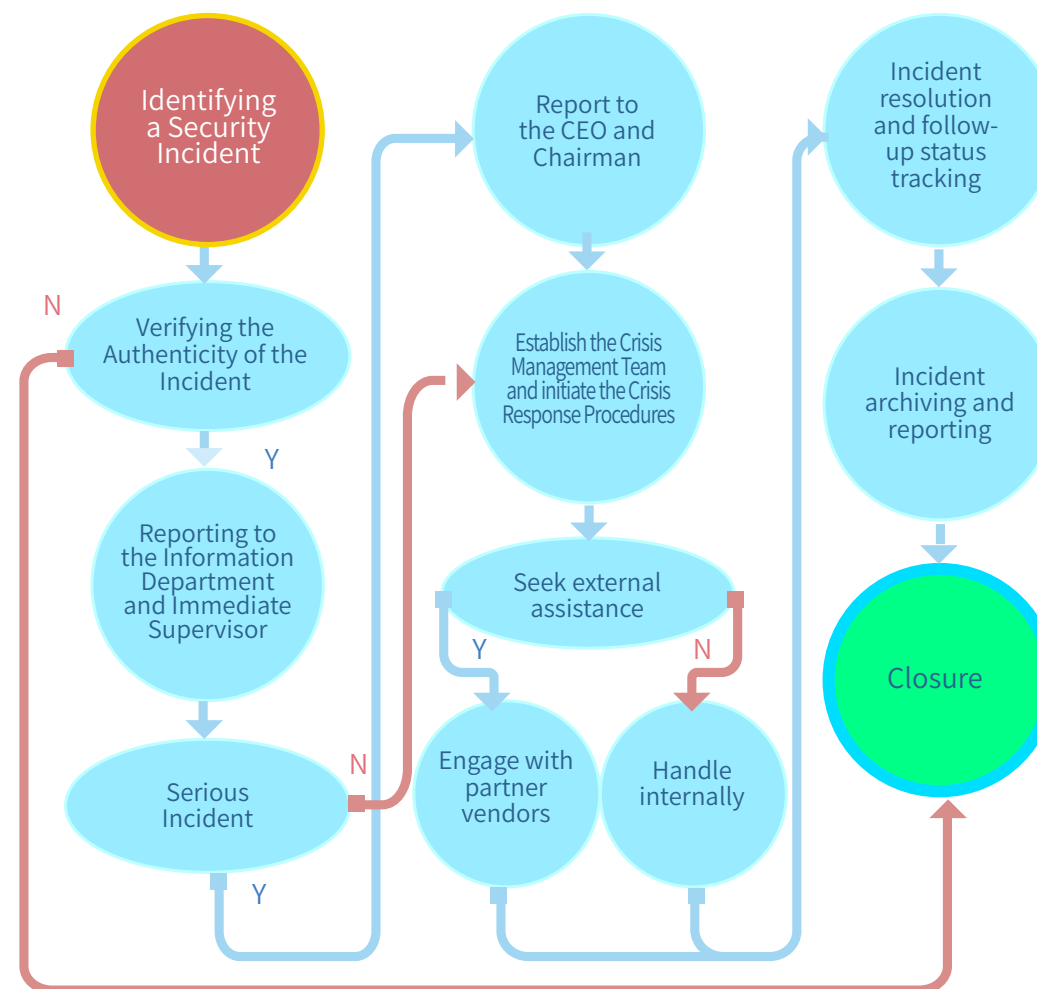 Identifying
a Security
Incident
N
Verifying the
Authenticity of the
Incident
Y
Reporting to
the Information
Department
and Immediate
Supervisor
Serious
Incident
N
Y
Report to
the CEO and
Chairman
Establish the Crisis
Management Team
and initiate the Crisis
Response Procedures
Seek external
assistance
Y
N
Engage with
partner
vendors
Handle
internally
Incident
resolution
and follow-
up status
tracking
Incident
archiving and
reporting
Closure